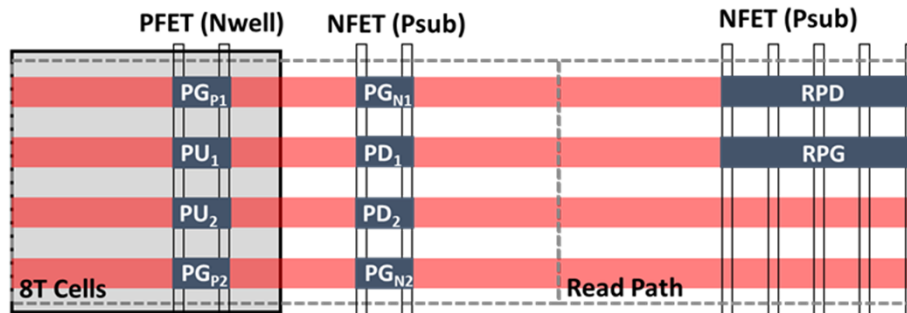 PFET (Nwell) NFET (Psub) NFET (Psub)
PGP1 PGN1 RPD
PU1 PD1 RPG
PU2 PD2
PGP2 PGN2
8T Cells Read Path